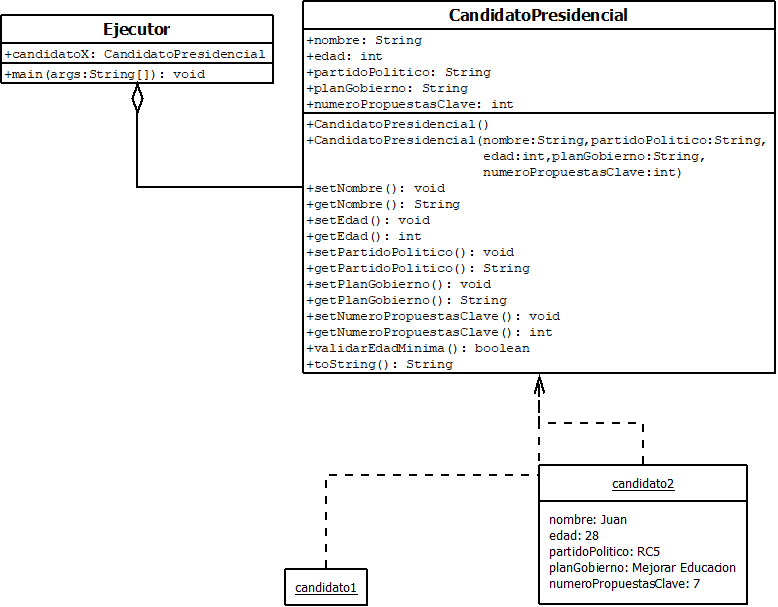 Ejecutor
+candidatoX: CandidatoPresidencial
+main(args:String[]): void
CandidatoPresidencial
+nombre: String
+edad: int
+partidoPolitico: String
+planGobierno: String
+numeroPropuestasClave: int
+CandidatoPresidencial()
+CandidatoPresidencial(nombre:String,partidoPolitico:String,
edad:int,planGobierno:String,
numeroPropuestasClave:int)
+setNombre(): void
+getNombre(): String
+setEdad(): void
+getEdad(): int
+setPartidoPolitico(): void
+getPartidoPolitico(): String
+setPlanGobierno(): void
+getPlanGobierno(): String
+setNumeroPropuestasClave(): void
+getNumeroPropuestasClave(): int
+validarEdadMinima(): boolean
+toString(): String
candidato2
nombre: Juan
edad: 28
partidoPolitico: RC5
planGobierno: Mejorar Educacion
numeroPropuestasClave: 7
candidato1